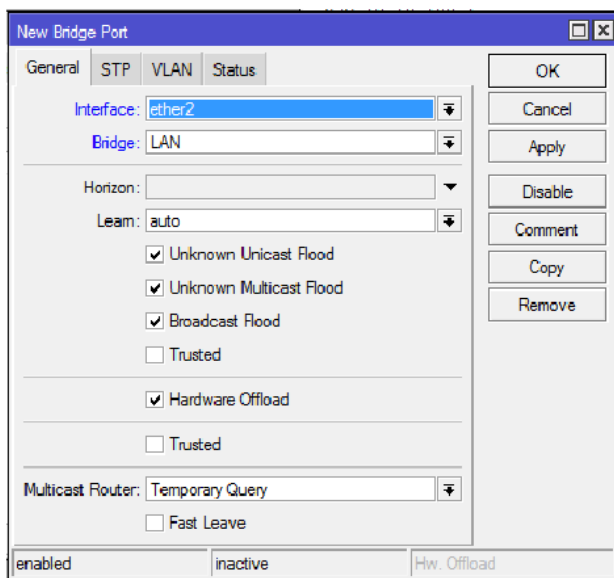 New Bridge Port
General STP VLAN Status
OK
Interface: ether2
Cancel
Bridge: LAN
Apply
Horizon:
Disable
Learn: auto
Comment
Unknown Unicast Flood
Copy
Unknown Multicast Flood
Remove
Broadcast Flood
Trusted
Hardware Offload
Trusted
Multicast Router: Temporary Query
Fast Leave
enabled inactive Hw. Offload